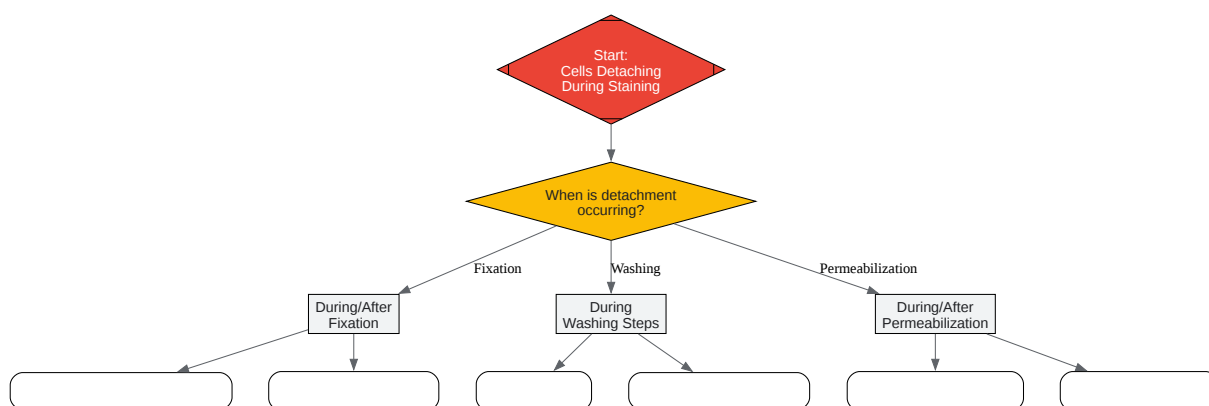 Start:
Cells Detaching
During Staining
When is detachment
occurring?
Fixation
Washing
Permeabilization
During/After
Fixation
During
Washing Steps
During/After
Permeabilization